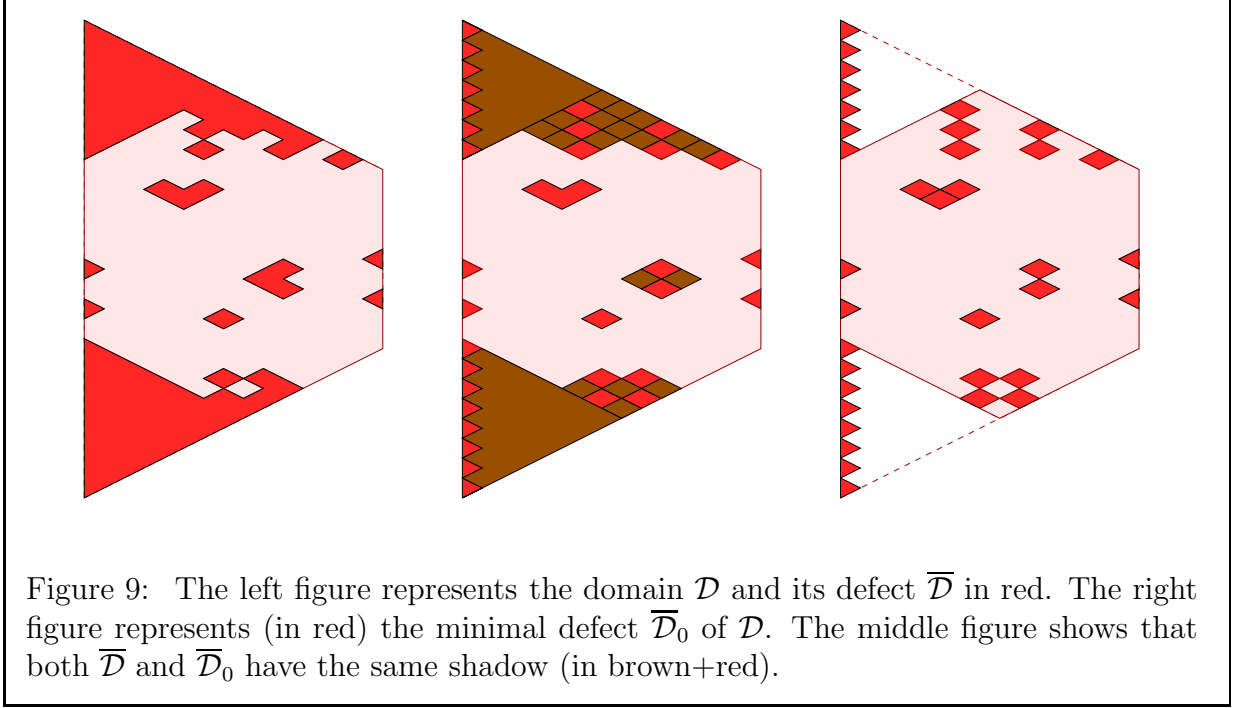 Figure 9: The left figure represents the domain 𝒟 and its defect 𝒟̅ in red. The right
figure represents (in red) the minimal defect 𝒟̅₀ of 𝒟. The middle figure shows that
both 𝒟̅ and 𝒟̅₀ have the same shadow (in brown+red).